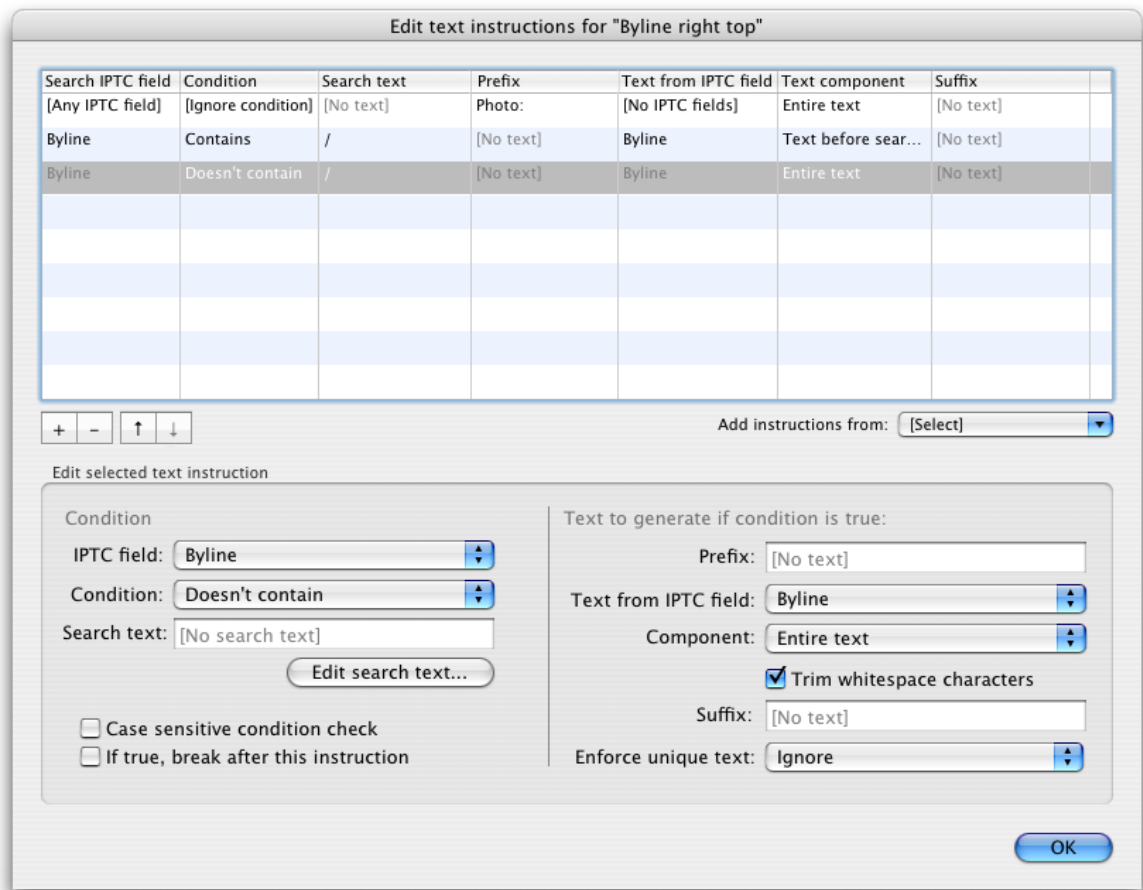 Edit text instructions for "Byline right top"
Search IPTC field Condition Search text Prefix Text from IPTC field Text component Suffix
[Any IPTC field] [Ignore condition] [No text] Photo: [No IPTC fields] Entire text [No text]
Byline Contains / [No text] Byline Text before sear... [No text]
Byline Doesn't contain / [No text] Byline Entire text [No text]
+ - ↑ ↓ Add instructions from: [Select]
Edit selected text instruction
Condition
IPTC field: Byline
Condition: Doesn't contain
Search text: [No search text]
Edit search text...
Case sensitive condition check
If true, break after this instruction
Text to generate if condition is true:
Prefix: [No text]
Text from IPTC field: Byline
Component: Entire text
Trim whitespace characters
Suffix: [No text]
Enforce unique text: Ignore
OK